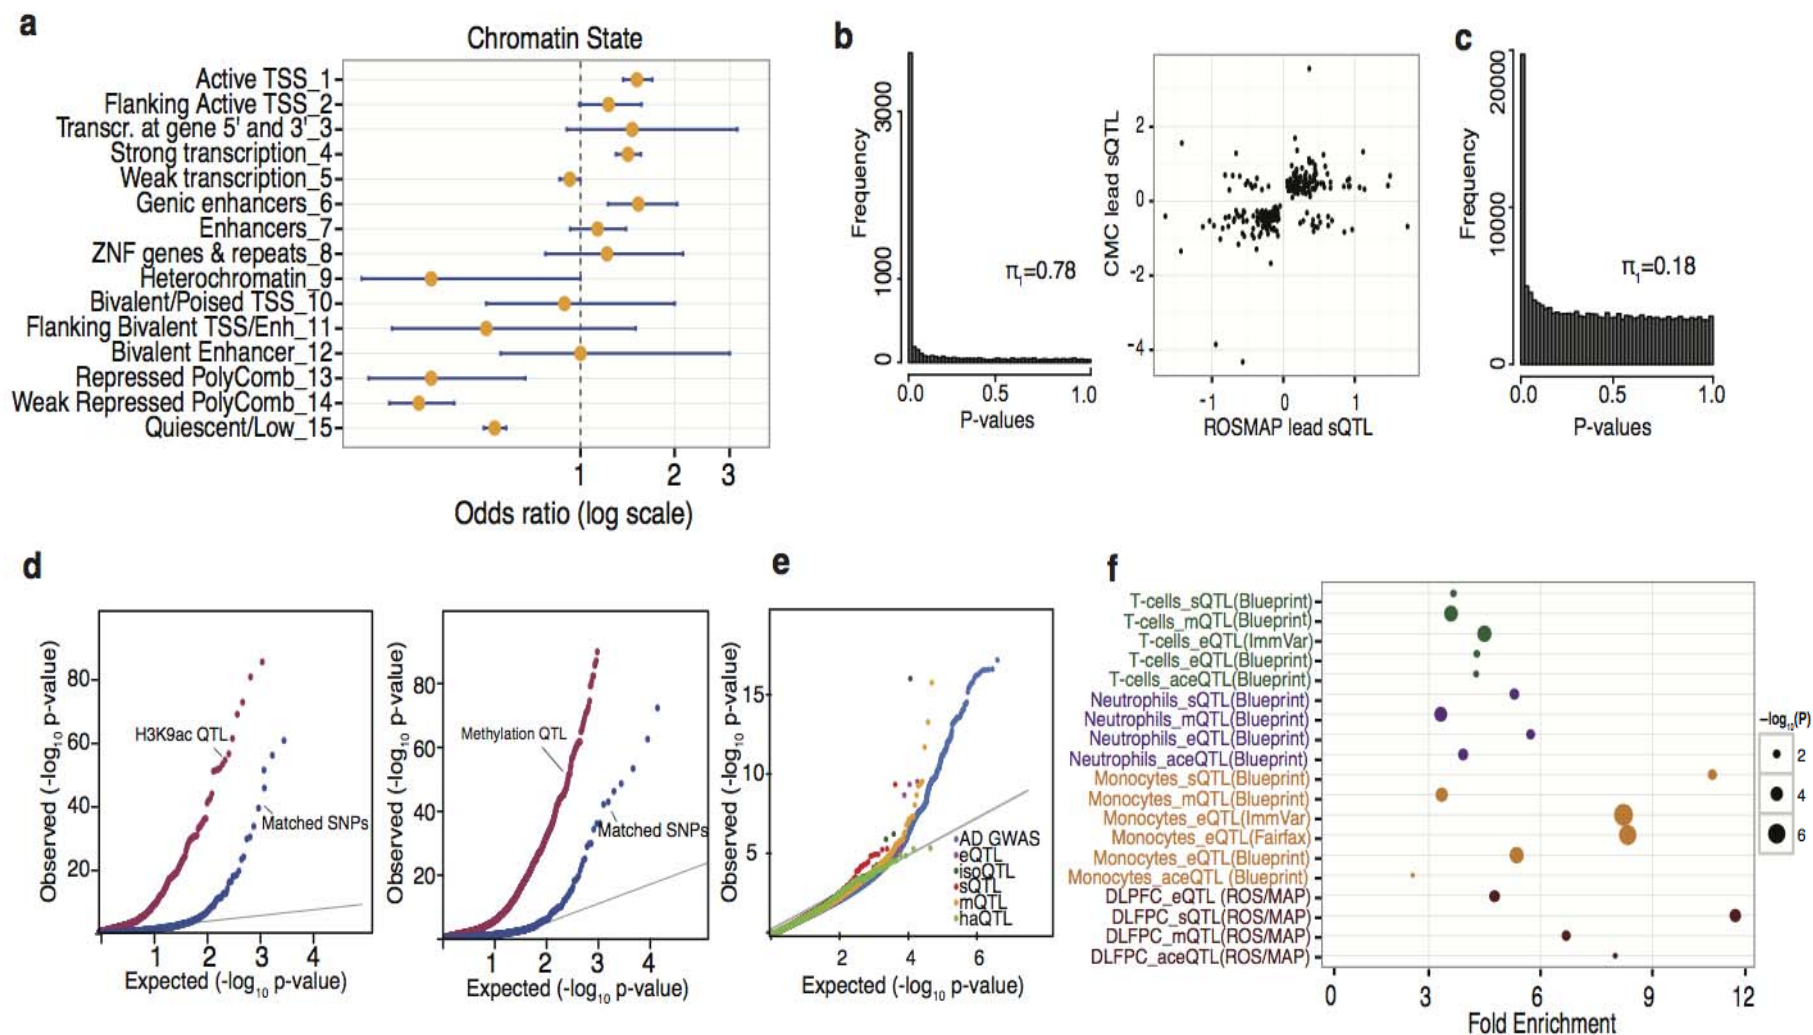 a
Chromatin State
Active TSS_1
Flanking Active TSS_2
Transcr. at gene 5' and 3'_3
Strong transcription_4
Weak transcription_5
Genic enhancers_6
Enhancers_7
ZNF genes & repeats_8
Heterochromatin_9
Bivalent/Poised TSS_10
Flanking Bivalent TSS/Enh_11
Bivalent Enhancer_12
Repressed PolyComb_13
Weak Repressed PolyComb_14
Quiescent/Low_15
1 2 3
Odds ratio (log scale)
b
Frequency
3000
1000
0
π₁=0.78
0.0 0.5 1.0
P-values
CMC lead sQTL
2
0
-2
-4
-1 0 1
ROSMAP lead sQTL
c
Frequency
20000
10000
0
π₁=0.18
0.0 0.5 1.0
P-values
d
Observed (-log₁₀ p-value)
80
60
40
20
H3K9ac QTL
Matched SNPs
1 2 3 4
Expected (-log₁₀ p-value)
Observed (-log₁₀ p-value)
80
60
40
20
Methylation QTL
Matched SNPs
1 2 3 4
Expected (-log₁₀ p-value)
e
Observed (-log₁₀ p-value)
15
10
5
AD GWAS
eQTL
isoQTL
sQTL
mQTL
haQTL
2 4 6
Expected (-log₁₀ p-value)
f
T-cells_sQTL(Blueprint)
T-cells_mQTL(Blueprint)
T-cells_eQTL(ImmVar)
T-cells_eQTL(Blueprint)
T-cells_aceQTL(Blueprint)
Neutrophils_sQTL(Blueprint)
Neutrophils_mQTL(Blueprint)
Neutrophils_eQTL(Blueprint)
Neutrophils_aceQTL(Blueprint)
Monocytes_sQTL(Blueprint)
Monocytes_mQTL(Blueprint)
Monocytes_eQTL(ImmVar)
Monocytes_eQTL(Fairfax)
Monocytes_eQTL(Blueprint)
Monocytes_aceQTL (Blueprint)
DLPFC_eQTL (ROS/MAP)
DLFPC_sQTL(ROS/MAP)
DLFPC_mQTL(ROS/MAP)
DLFPC_aceQTL(ROS/MAP)
0 3 6 9 12
Fold Enrichment
−log₁₀(P)
2
4
6